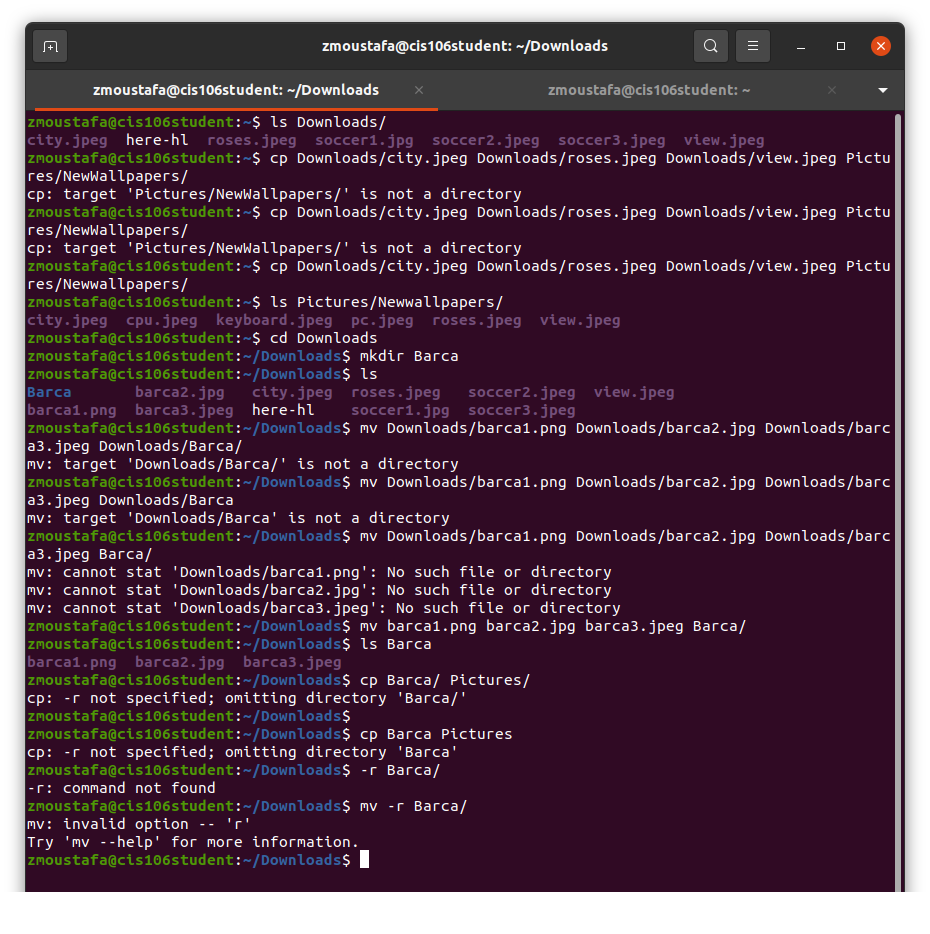 zmoustafa@cis106student: ~/Downloads
zmoustafa@cis106student: ~/Downloads × zmoustafa@cis106student: ~ ×
zmoustafa@cis106student:~$ ls Downloads/
city.jpeg  here-hl  roses.jpeg  soccer1.jpg  soccer2.jpeg  soccer3.jpeg  view.jpeg
zmoustafa@cis106student:~$ cp Downloads/city.jpeg Downloads/roses.jpeg Downloads/view.jpeg Pictu
res/NewWallpapers/
cp: target 'Pictures/NewWallpapers/' is not a directory
zmoustafa@cis106student:~$ cp Downloads/city.jpeg Downloads/roses.jpeg Downloads/view.jpeg Pictu
res/NewWallpapers/
cp: target 'Pictures/NewWallpapers/' is not a directory
zmoustafa@cis106student:~$ cp Downloads/city.jpeg Downloads/roses.jpeg Downloads/view.jpeg Pictu
res/Newwallpapers/
zmoustafa@cis106student:~$ ls Pictures/Newwallpapers/
city.jpeg  cpu.jpeg  keyboard.jpeg  pc.jpeg  roses.jpeg  view.jpeg
zmoustafa@cis106student:~$ cd Downloads
zmoustafa@cis106student:~/Downloads$ mkdir Barca
zmoustafa@cis106student:~/Downloads$ ls
Barca       barca2.jpg   city.jpeg  roses.jpeg   soccer2.jpeg  view.jpeg
barca1.png  barca3.jpeg  here-hl    soccer1.jpg  soccer3.jpeg
zmoustafa@cis106student:~/Downloads$ mv Downloads/barca1.png Downloads/barca2.jpg Downloads/barc
a3.jpeg Downloads/Barca/
mv: target 'Downloads/Barca/' is not a directory
zmoustafa@cis106student:~/Downloads$ mv Downloads/barca1.png Downloads/barca2.jpg Downloads/barc
a3.jpeg Downloads/Barca
mv: target 'Downloads/Barca' is not a directory
zmoustafa@cis106student:~/Downloads$ mv Downloads/barca1.png Downloads/barca2.jpg Downloads/barc
a3.jpeg Barca/
mv: cannot stat 'Downloads/barca1.png': No such file or directory
mv: cannot stat 'Downloads/barca2.jpg': No such file or directory
mv: cannot stat 'Downloads/barca3.jpeg': No such file or directory
zmoustafa@cis106student:~/Downloads$ mv barca1.png barca2.jpg barca3.jpeg Barca/
zmoustafa@cis106student:~/Downloads$ ls Barca
barca1.png  barca2.jpg  barca3.jpeg
zmoustafa@cis106student:~/Downloads$ cp Barca/ Pictures/
cp: -r not specified; omitting directory 'Barca/'
zmoustafa@cis106student:~/Downloads$
zmoustafa@cis106student:~/Downloads$ cp Barca Pictures
cp: -r not specified; omitting directory 'Barca'
zmoustafa@cis106student:~/Downloads$ -r Barca/
-r: command not found
zmoustafa@cis106student:~/Downloads$ mv -r Barca/
mv: invalid option -- 'r'
Try 'mv --help' for more information.
zmoustafa@cis106student:~/Downloads$